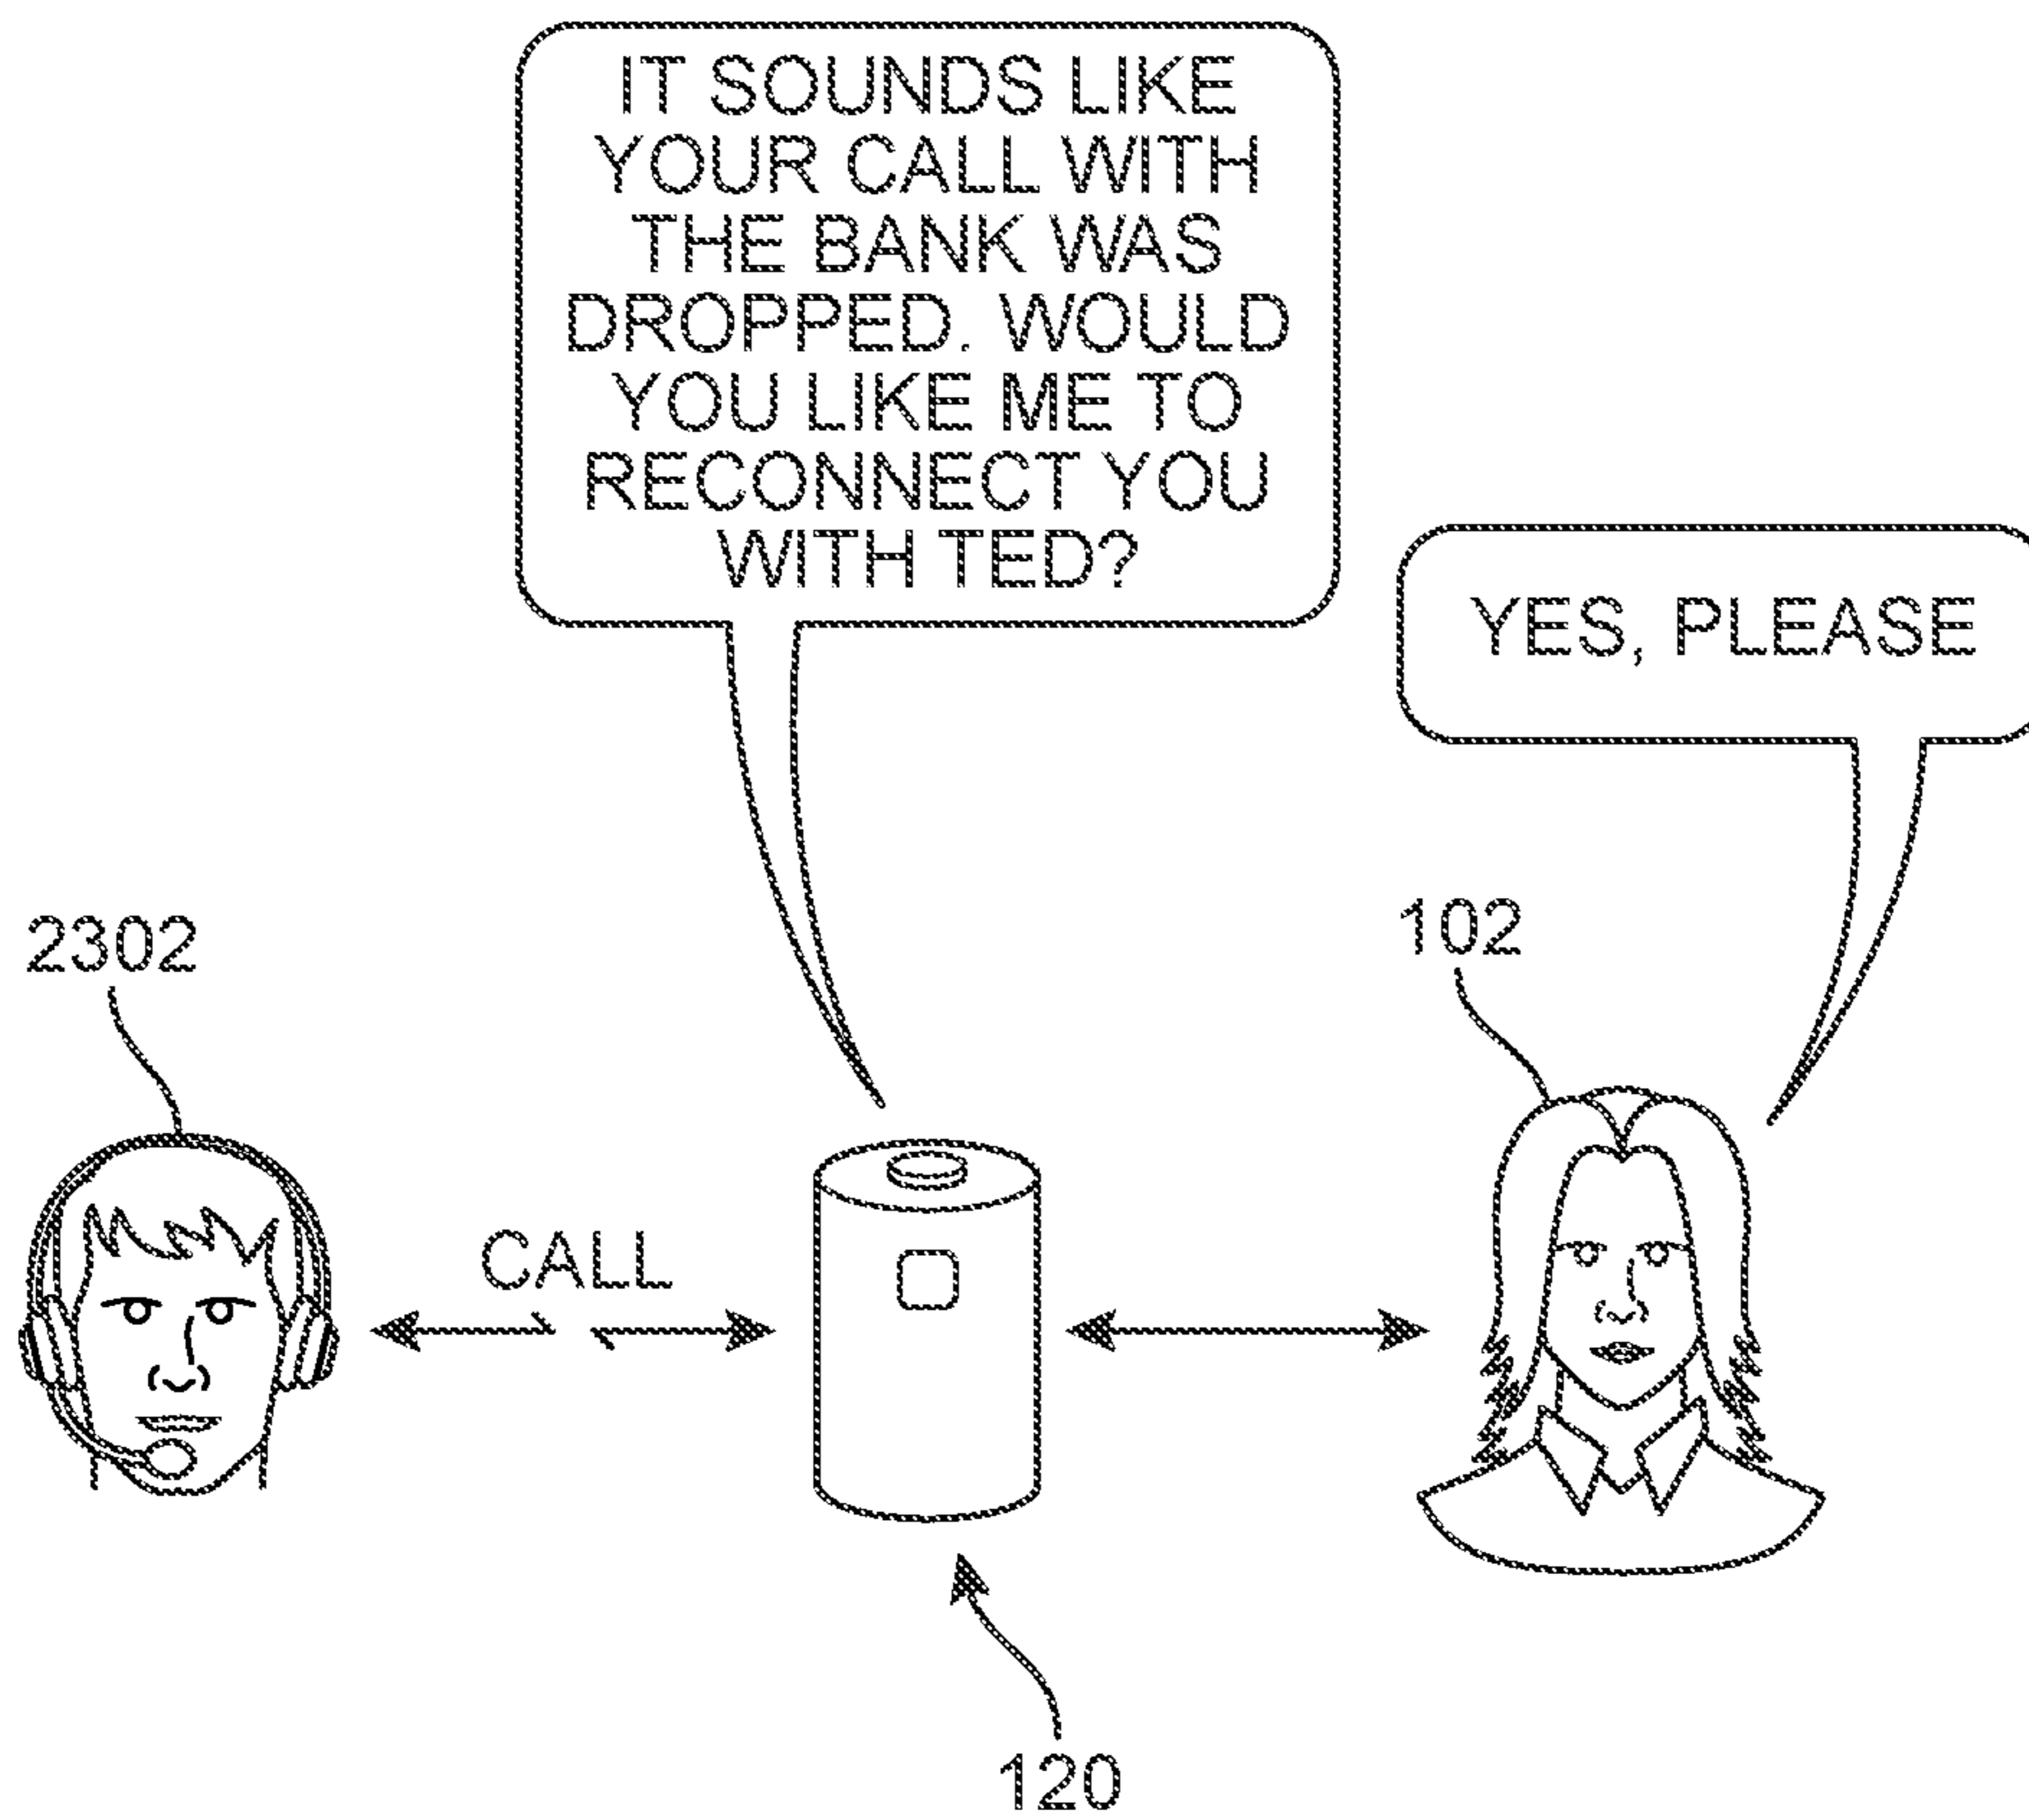 IT SOUNDS LIKE
YOUR CALL WITH
THE BANK WAS
DROPPED. WOULD
YOU LIKE ME TO
RECONNECT YOU
WITH TED?
YES, PLEASE
2302
102
CALL
120